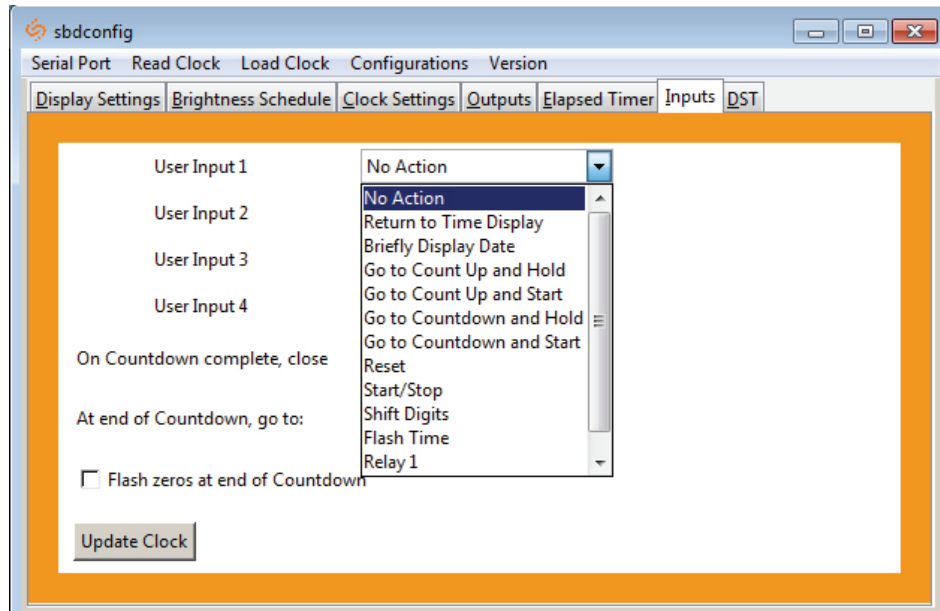 sbdconfig
Serial Port Read Clock Load Clock Configurations Version
Display Settings Brightness Schedule Clock Settings Outputs Elapsed Timer Inputs DST
User Input 1 No Action
No Action
User Input 2 Return to Time Display
Briefly Display Date
User Input 3 Go to Count Up and Hold
Go to Count Up and Start
User Input 4 Go to Countdown and Hold
Go to Countdown and Start
On Countdown complete, close Reset
Start/Stop
At end of Countdown, go to: Shift Digits
Flash Time
Relay 1
Flash zeros at end of Countdown
Update Clock